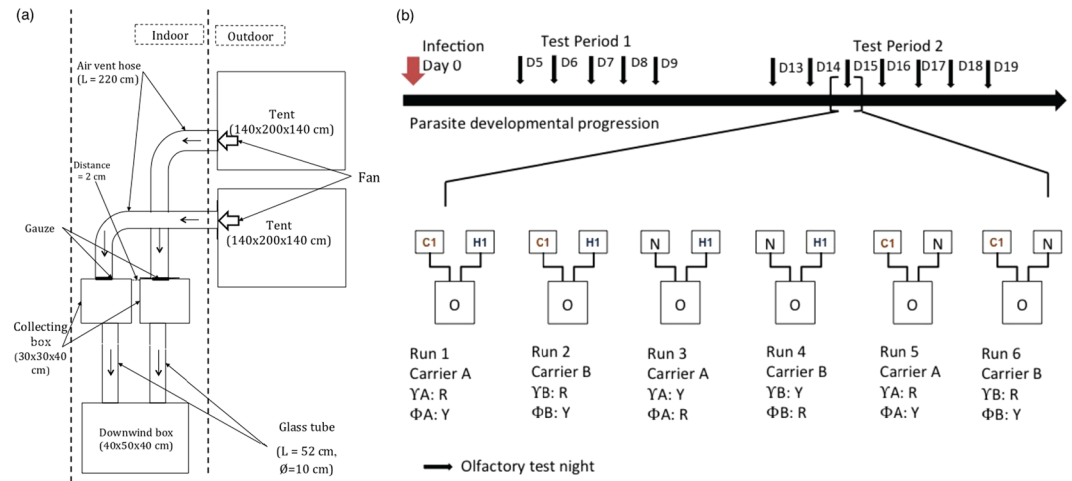 (a)
Indoor
Outdoor
Air vent hose
(L = 220 cm)
Tent
(140x200x140 cm)
Distance
= 2 cm
Fan
Gauze
Tent
(140x200x140 cm)
Collecting
box
(30x30x40
cm)
Downwind box
(40x50x40 cm)
Glass tube
(L = 52 cm,
Ø=10 cm)
(b)
Infection
Day 0
Test Period 1
D5
D6
D7
D8
D9
Test Period 2
D13
D14
D15
D16
D17
D18
D19
Parasite developmental progression
C1
H1
O
C1
H1
O
N
H1
O
N
H1
O
C1
N
O
C1
N
O
Run 1
Carrier A
ϒA: R
ΦA: Y
Run 2
Carrier B
ϒB: R
ΦB: Y
Run 3
Carrier A
ϒA: Y
ΦA: R
Run 4
Carrier B
ϒB: Y
ΦB: R
Run 5
Carrier A
ϒA: R
ΦA: Y
Run 6
Carrier B
ϒB: R
ΦB: Y
Olfactory test night